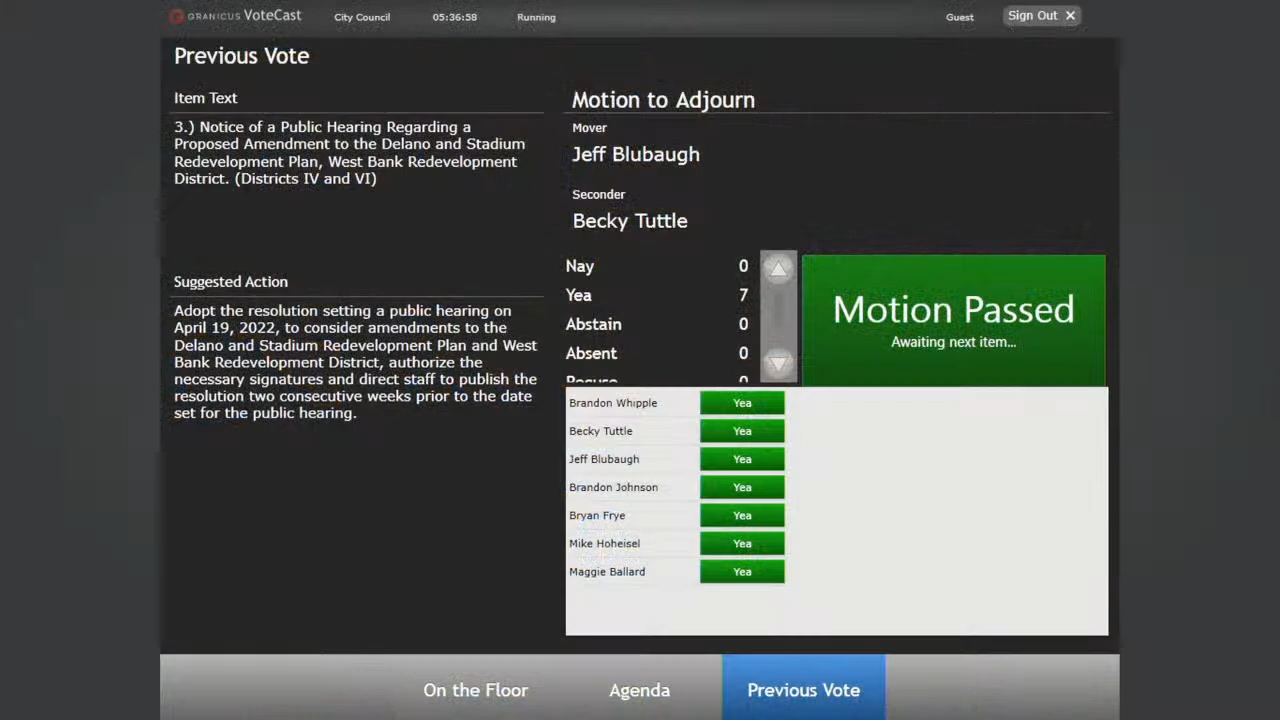 GRANICUS VoteCast City Council 05:36:58 Running Guest Sign Out X
Previous Vote
Item Text
3.) Notice of a Public Hearing Regarding a
Proposed Amendment to the Delano and Stadium
Redevelopment Plan, West Bank Redevelopment
District. (Districts IV and VI)
Suggested Action
Adopt the resolution setting a public hearing on
April 19, 2022, to consider amendments to the
Delano and Stadium Redevelopment Plan and West
Bank Redevelopment District, authorize the
necessary signatures and direct staff to publish the
resolution two consecutive weeks prior to the date
set for the public hearing.
Motion to Adjourn
Mover
Jeff Blubaugh
Seconder
Becky Tuttle
Nay 0
Yea 7
Abstain 0
Absent 0
Recuse 0
Motion Passed
Awaiting next item...
Brandon Whipple Yea
Becky Tuttle Yea
Jeff Blubaugh Yea
Brandon Johnson Yea
Bryan Frye Yea
Mike Hoheisel Yea
Maggie Ballard Yea
On the Floor Agenda Previous Vote